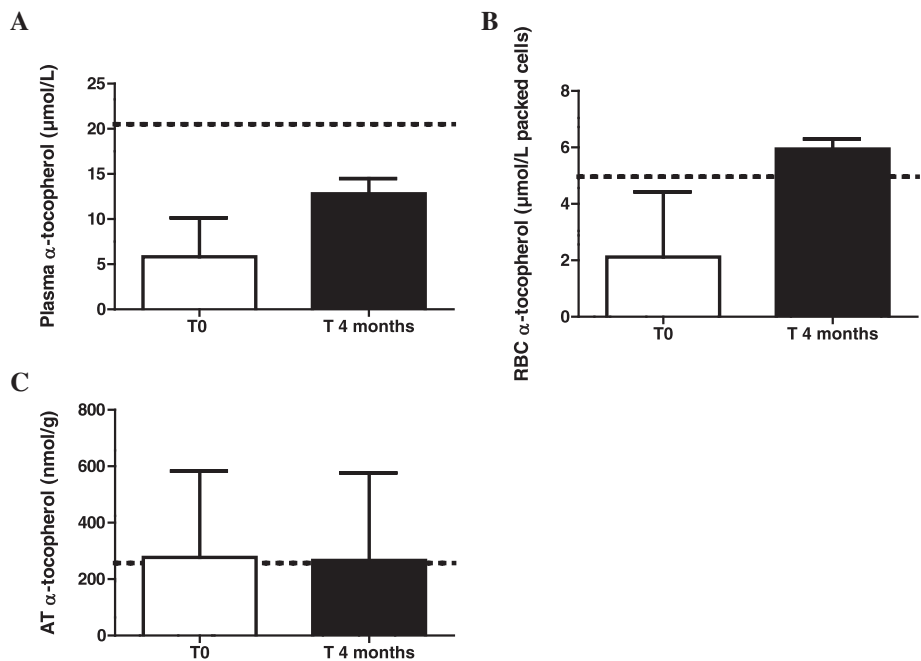 A
Plasma α-tocopherol (µmol/L)
25
20
15
10
5
0
T0
T 4 months
B
RBC α-tocopherol (µmol/L packed cells)
8
6
4
2
0
T0
T 4 months
C
AT α-tocopherol (nmol/g)
800
600
400
200
0
T0
T 4 months